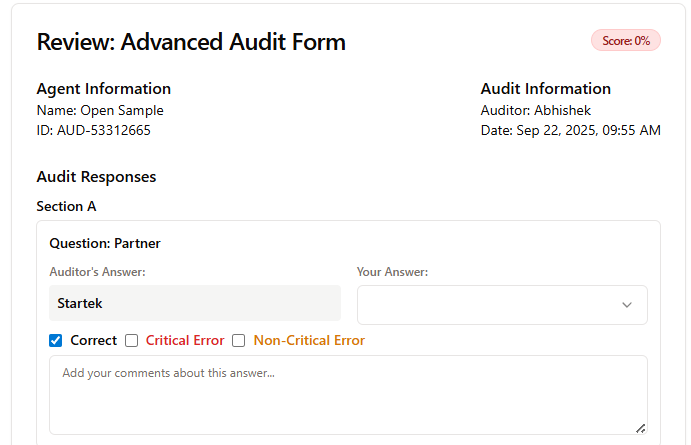 Review: Advanced Audit Form
Score: 0%
Agent Information
Name: Open Sample
ID: AUD-53312665
Audit Information
Auditor: Abhishek
Date: Sep 22, 2025, 09:55 AM
Audit Responses
Section A
Question: Partner
Auditor's Answer:
Startek
Your Answer:
Correct Critical Error Non-Critical Error
Add your comments about this answer...